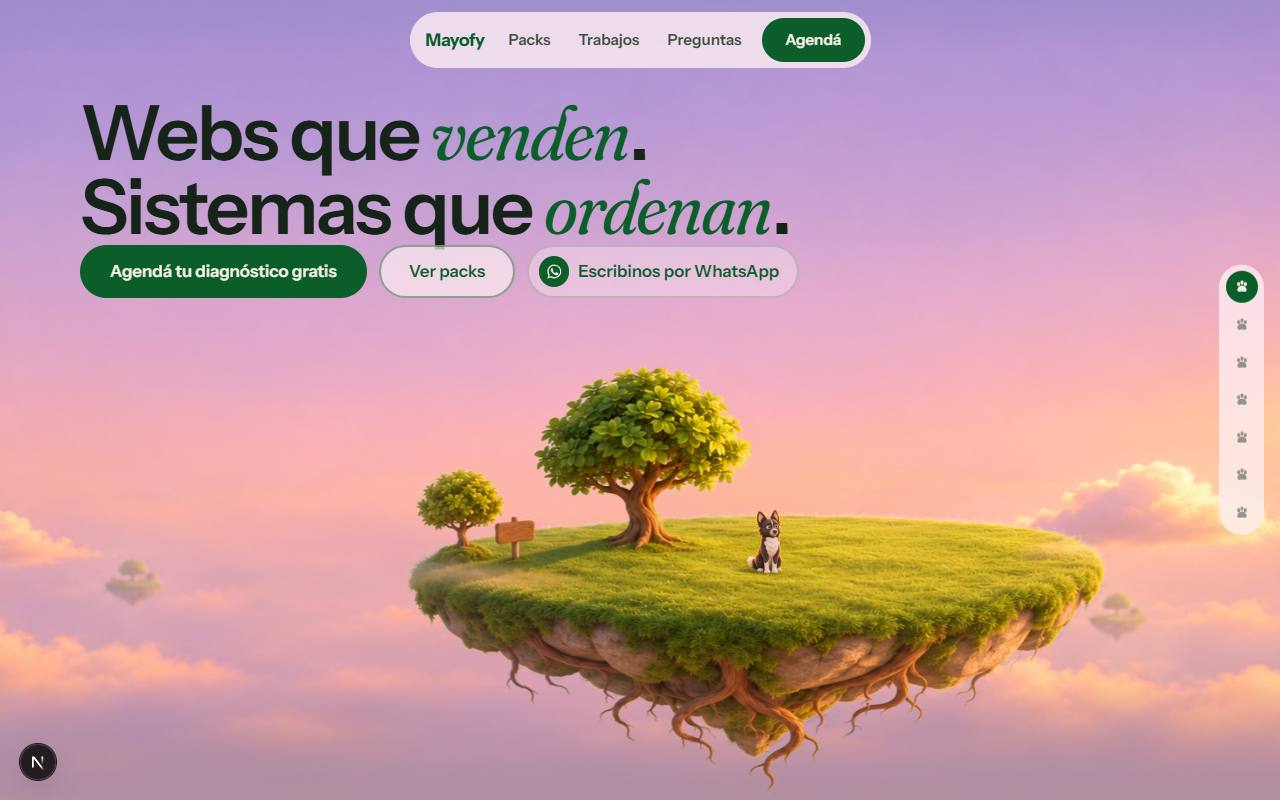 Mayofy Packs Trabajos Preguntas Agendá
Webs que venden.
Sistemas que ordenan.
Agendá tu diagnóstico gratis Ver packs Escribinos por WhatsApp
N